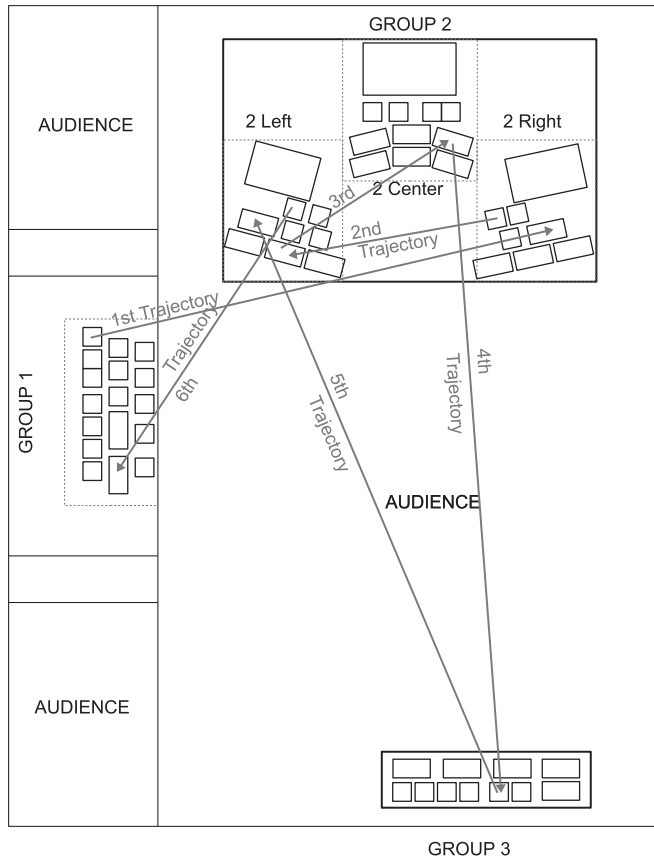 GROUP 2
AUDIENCE
2 Left
2 Right
2 Center
3rd
2nd
Trajectory
1st Trajectory
Trajectory
6th
4th
Trajectory
5th
Trajectory
GROUP 1
AUDIENCE
AUDIENCE
GROUP 3